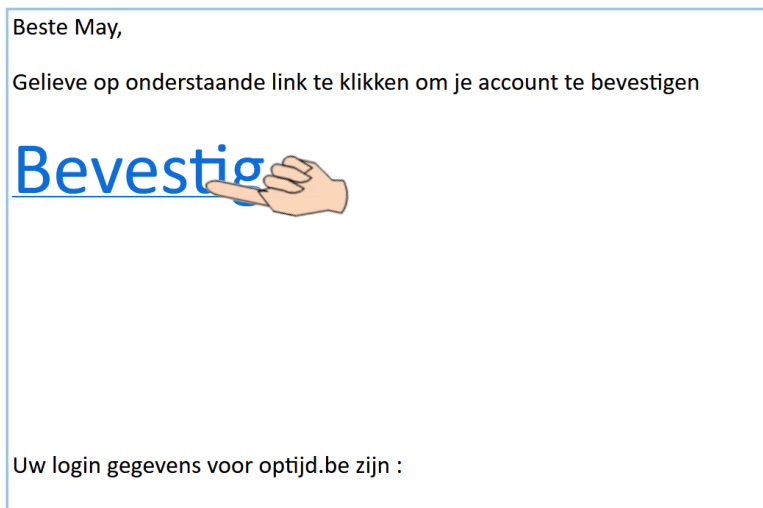 Beste May,
Gelieve op onderstaande link te klikken om je account te bevestigen
Bevestig
Uw login gegevens voor optijd.be zijn :